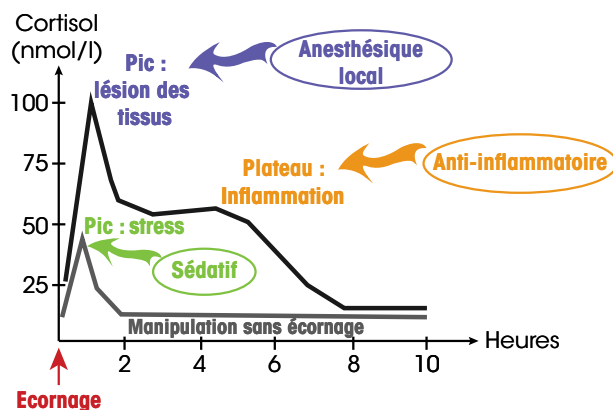 Cortisol
(nmol/l)
Anesthésique
local
Pic :
lésion des
tissus
100
75
Plateau :
Inflammation
Anti-inflammatoire
50
Pic : stress
Sédatif
25
Manipulation sans écornage
Heures
2
4
6
8
10
Ecornage